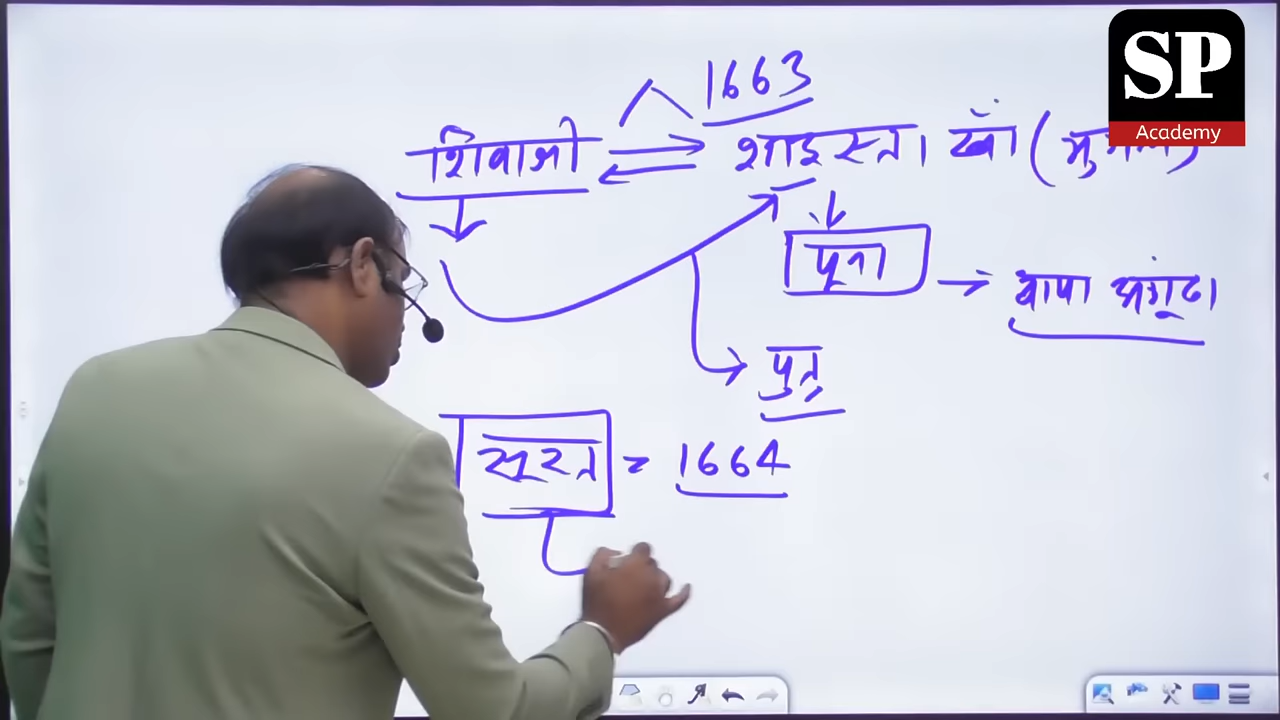 1663
शिवाजी शाइस्ता खाँ (
पूना
बायां अंगूठा
पुत्र
सूरत = 1664
SP
Academy